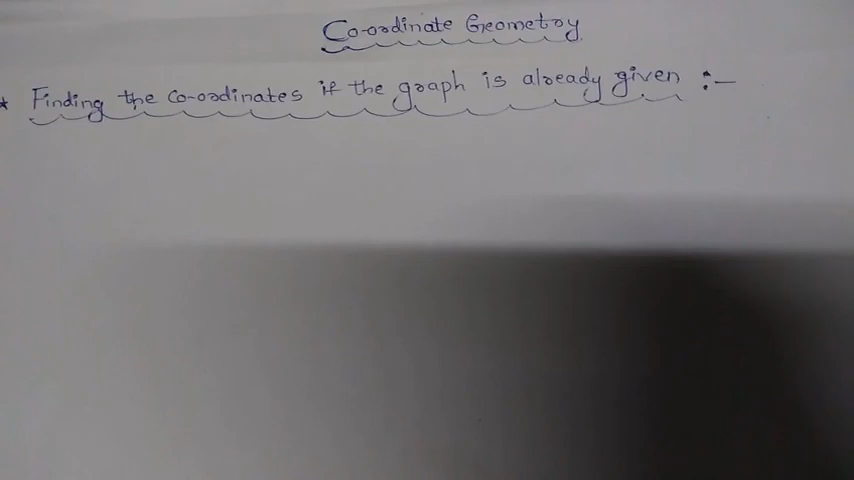 Co-ordinate Geometry
* Finding the co-ordinates if the graph is already given :-